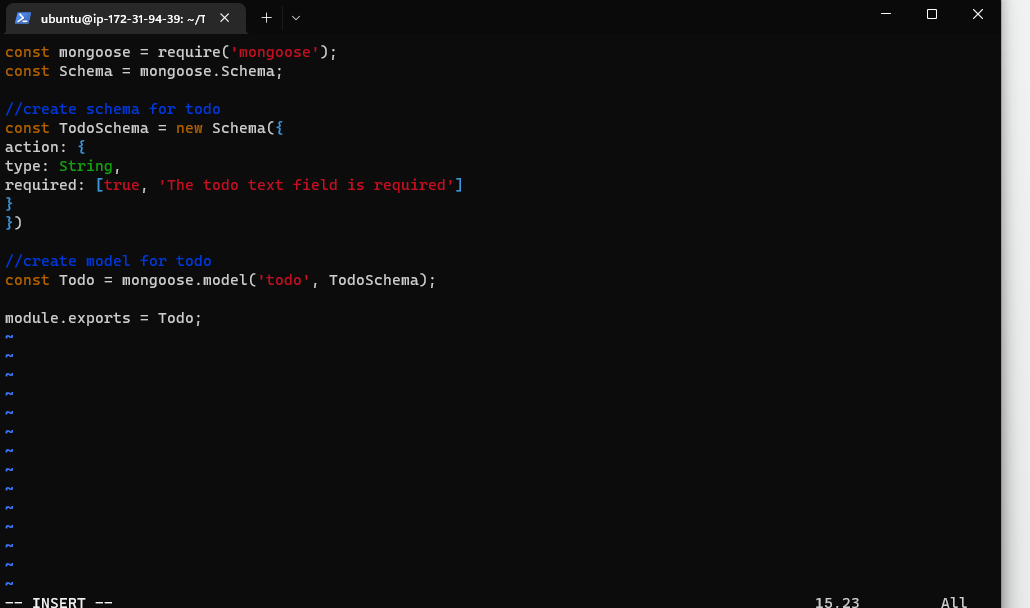 ubuntu@ip-172-31-94-39: ~/T
const mongoose = require('mongoose');
const Schema = mongoose.Schema;
//create schema for todo
const TodoSchema = new Schema({
action: {
type: String,
required: [true, 'The todo text field is required']
}
})
//create model for todo
const Todo = mongoose.model('todo', TodoSchema);
module.exports = Todo;
~
~
~
~
~
~
~
~
~
~
~
~
~
~
-- INSERT -- 15,23 All